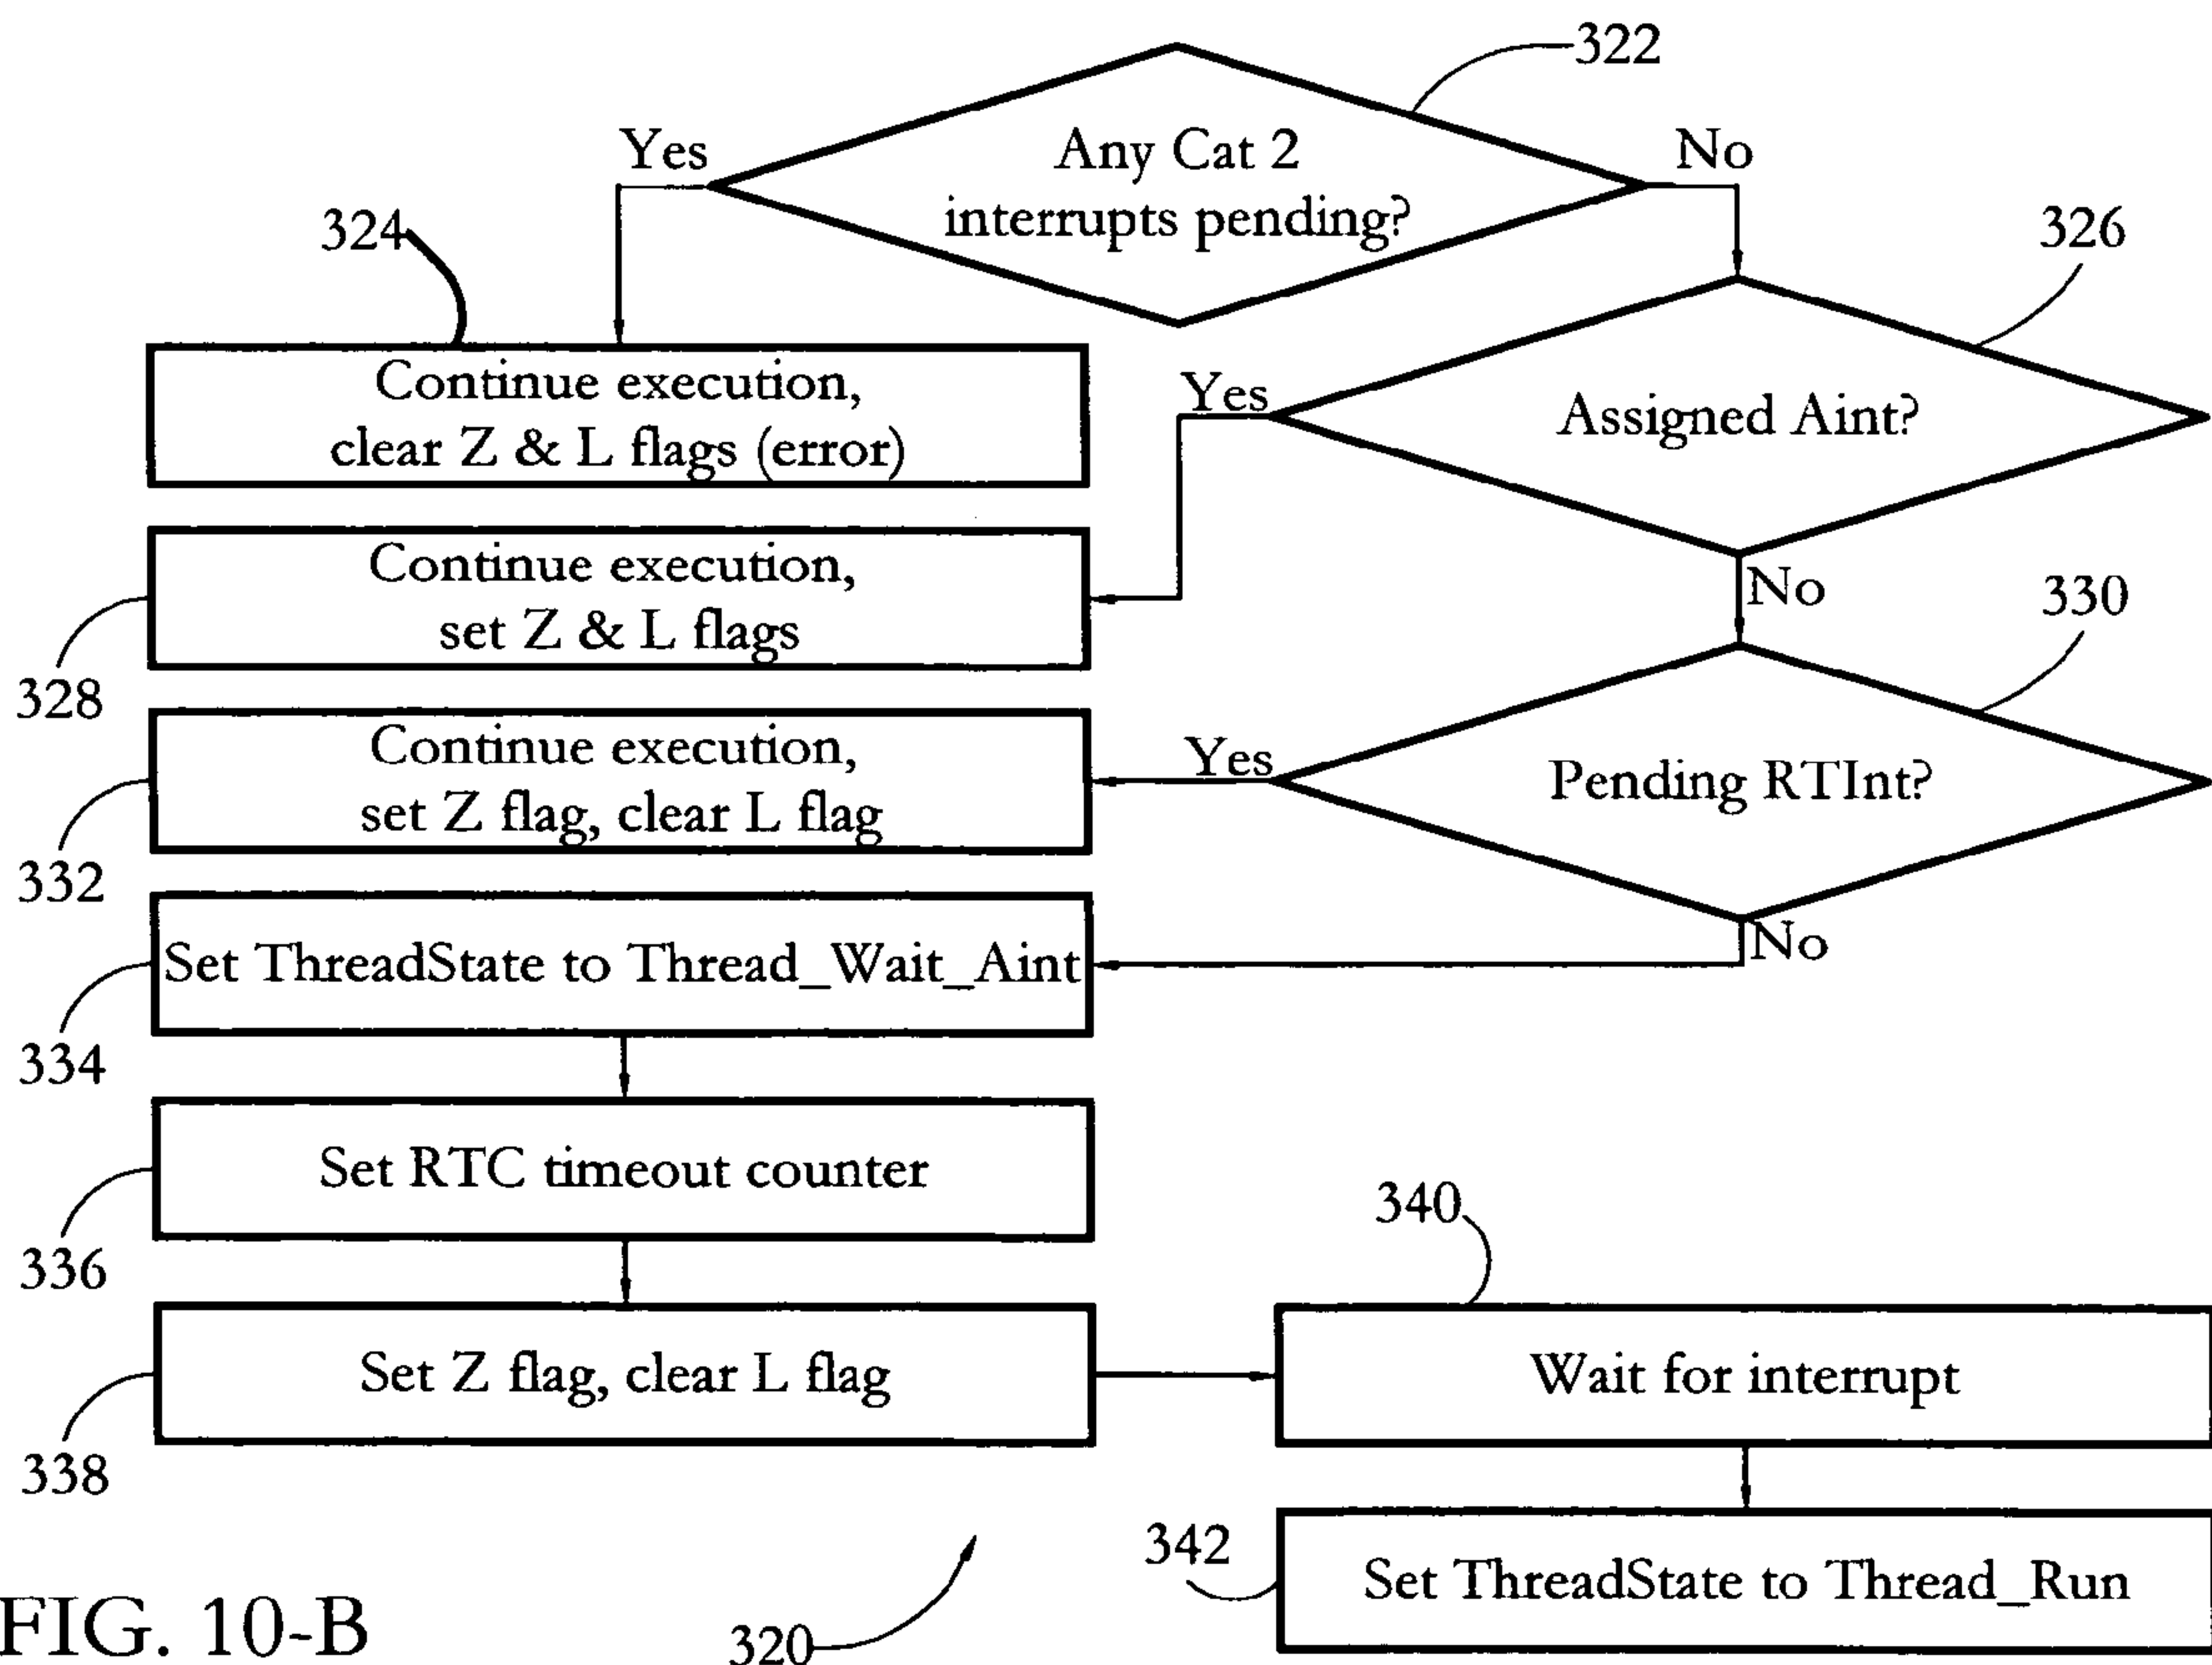 322
Any Cat 2
interrupts pending?
Yes
No
324
326
Continue execution,
clear Z & L flags (error)
Yes
Assigned Aint?
Continue execution,
set Z & L flags
328
No
330
Continue execution,
set Z flag, clear L flag
332
Yes
Pending RTInt?
No
Set ThreadState to Thread_Wait_Aint
334
Set RTC timeout counter
336
340
Set Z flag, clear L flag
338
Wait for interrupt
342
Set ThreadState to Thread_Run
FIG. 10-B
320